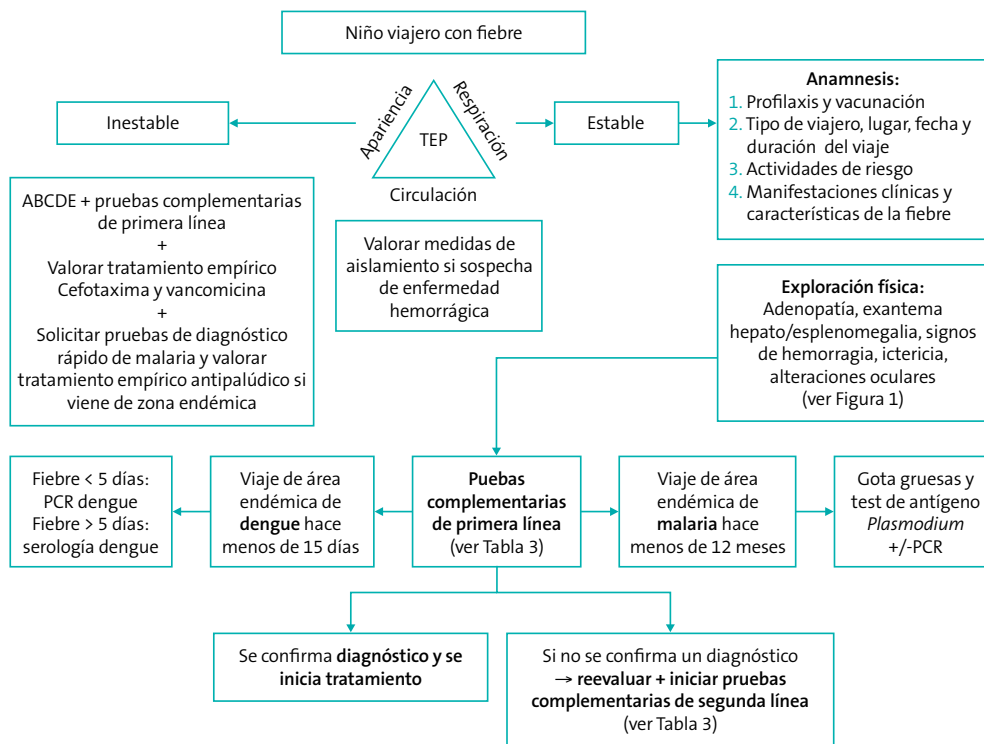 Niño viajero con fiebre
Inestable
Apariencia
Respiración
TEP
Circulación
Estable
Anamnesis:
1. Profilaxis y vacunación
2. Tipo de viajero, lugar, fecha y
duración del viaje
3. Actividades de riesgo
4. Manifestaciones clínicas y
características de la fiebre
ABCDE + pruebas complementarias
de primera línea
+
Valorar tratamiento empírico
Cefotaxima y vancomicina
+
Solicitar pruebas de diagnóstico
rápido de malaria y valorar
tratamiento empírico antipalúdico si
viene de zona endémica
Valorar medidas de
aislamiento si sospecha
de enfermedad
hemorrágica
Exploración física:
Adenopatía, exantema
hepato/esplenomegalia, signos
de hemorragia, ictericia,
alteraciones oculares
(ver Figura 1)
Fiebre < 5 días:
PCR dengue
Fiebre > 5 días:
serología dengue
Viaje de área
endémica de
dengue hace
menos de 15 días
Puebas
complementarias
de primera línea
(ver Tabla 3)
Viaje de área
endémica de
malaria hace
menos de 12 meses
Gota gruesas y
test de antígeno
Plasmodium
+/-PCR
Se confirma diagnóstico y se
inicia tratamiento
Si no se confirma un diagnóstico
→ reevaluar + iniciar pruebas
complementarias de segunda línea
(ver Tabla 3)